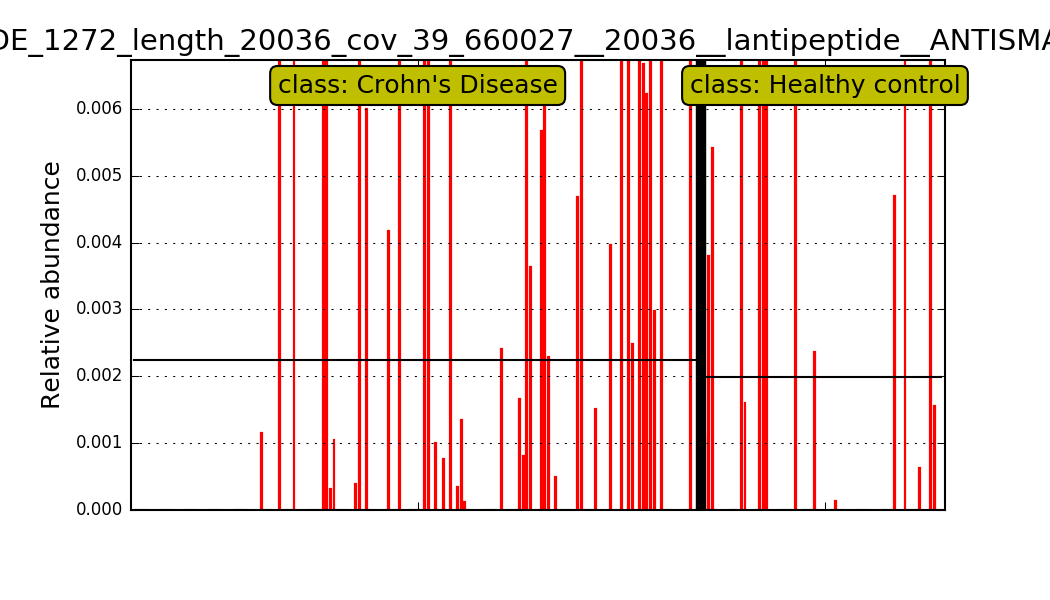 DE_1272_length_20036_cov_39_660027__20036__lantipeptide__ANTISMA
class: Crohn's Disease
class: Healthy control
Relative abundance
0.006
0.005
0.004
0.003
0.002
0.001
0.000